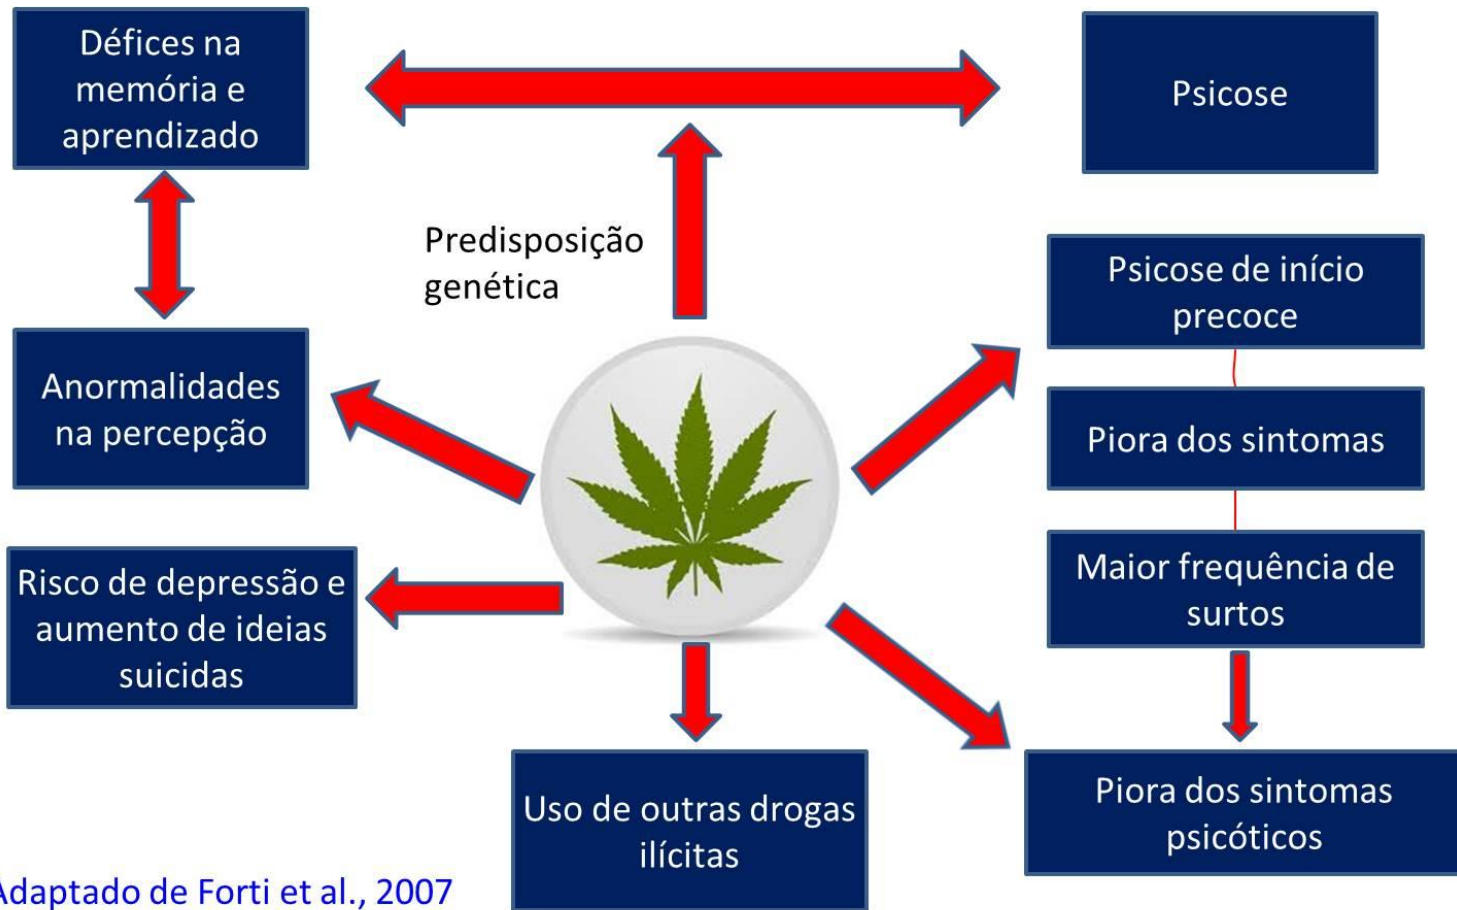 Défices na
memória e
aprendizado
Psicose
Predisposição
genética
Psicose de início
precoce
Anormalidades
na percepção
Piora dos sintomas
Risco de depressão e
aumento de ideias
suicidas
Maior frequência de
surtos
Uso de outras drogas
ilícitas
Piora dos sintomas
psicóticos
Adaptado de Forti et al., 2007